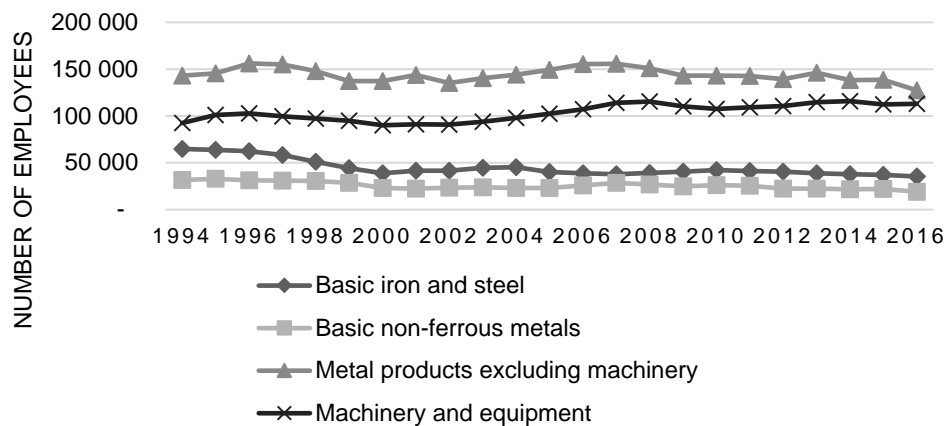 NUMBER OF EMPLOYEES
200 000
150 000
100 000
50 000
-
1994 1996 1998 2000 2002 2004 2006 2008 2010 2012 2014 2016
Basic iron and steel
Basic non-ferrous metals
Metal products excluding machinery
Machinery and equipment